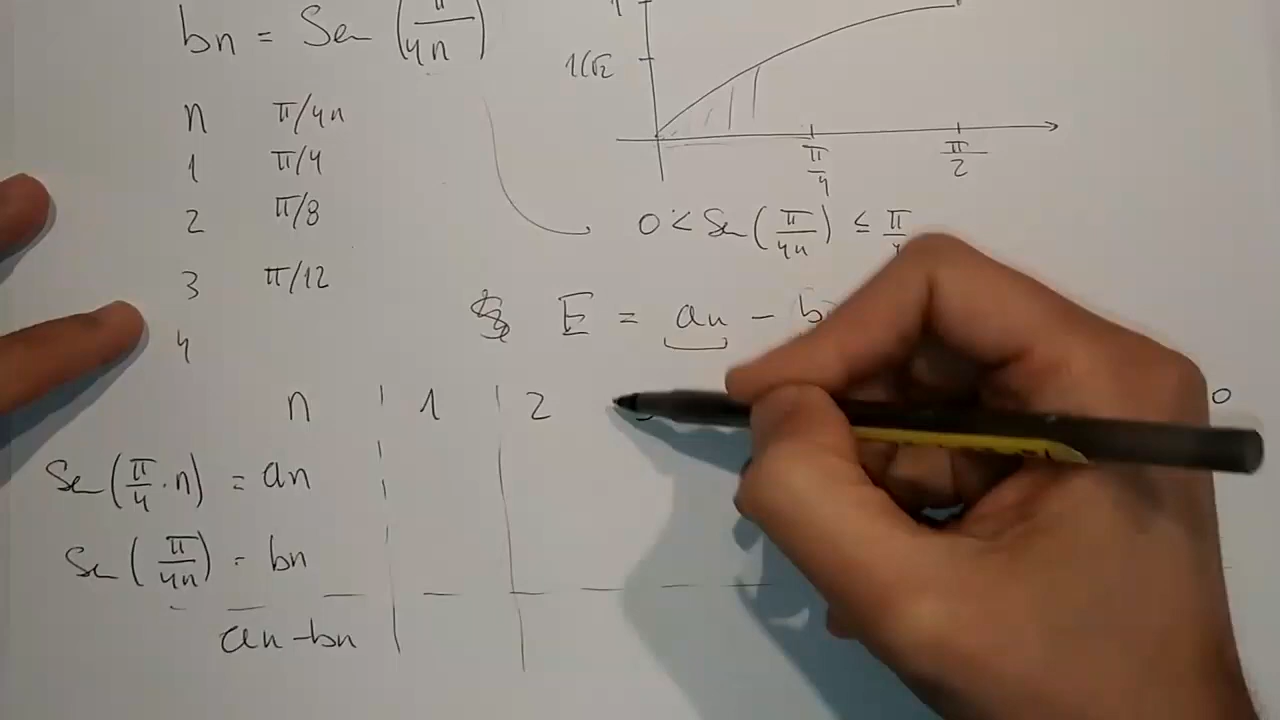 bn = Sen (π/4n)
1
1/√2
n π/4n
1 π/4
2 π/8
3 π/12
4
π/4
π/2
0 < Sen (π/4n) ≤ π
E = an - b
n 1 2
Sen (π/4 · n) = an
Sen (π/4n) = bn
an - bn